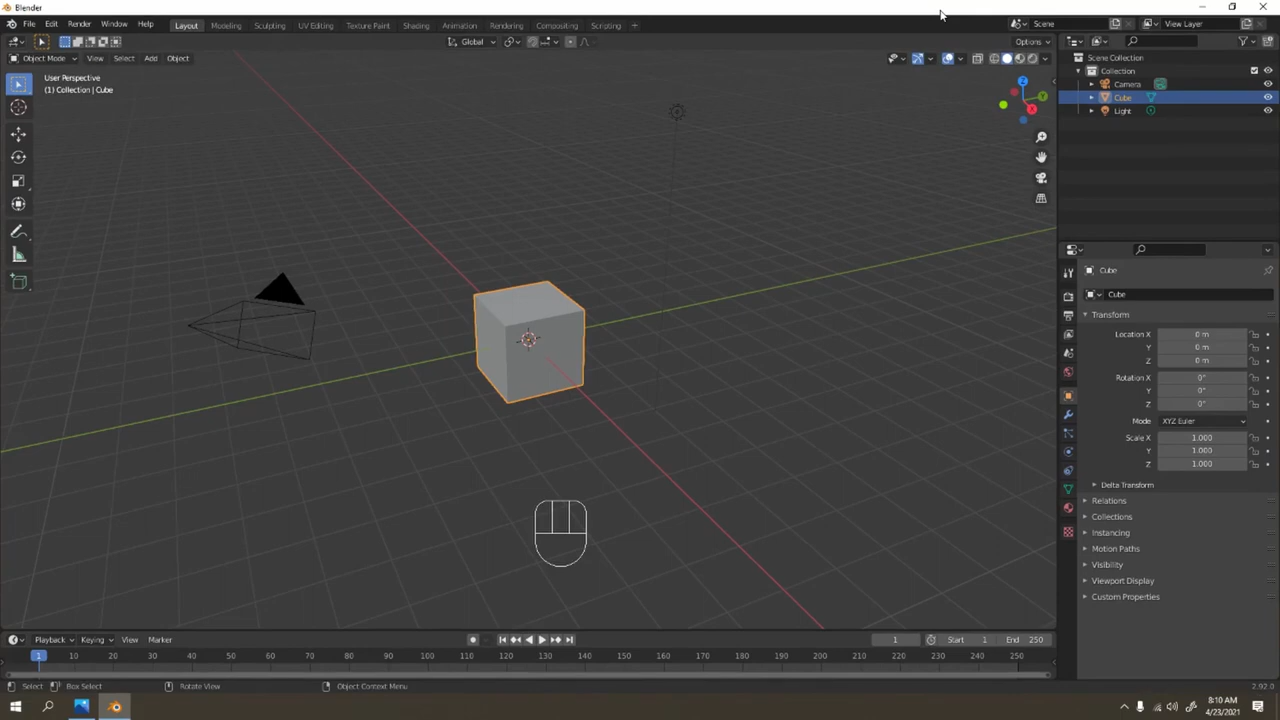 Blender
File Edit Render Window Help Layout Modeling Sculpting UV Editing Texture Paint Shading Animation Rendering Compositing Scripting + Scene View Layer
Global Options
Object Mode View Select Add Object
User Perspective
(1) Collection | Cube
Z
Y
X
Scene Collection
Collection
Camera
Cube
Light
Cube
Cube
Transform
Location X 0 m
Y 0 m
Z 0 m
Rotation X 0°
Y 0°
Z 0°
Mode XYZ Euler
Scale X 1.000
Y 1.000
Z 1.000
Delta Transform
Relations
Collections
Instancing
Motion Paths
Visibility
Viewport Display
Custom Properties
Playback Keying View Marker 1 Start 1 End 250
1 10 20 30 40 50 60 70 80 90 100 110 120 130 140 150 160 170 180 190 200 210 220 230 240 250
Select Box Select Rotate View Object Context Menu 2.92.0
8:10 AM
4/23/2021